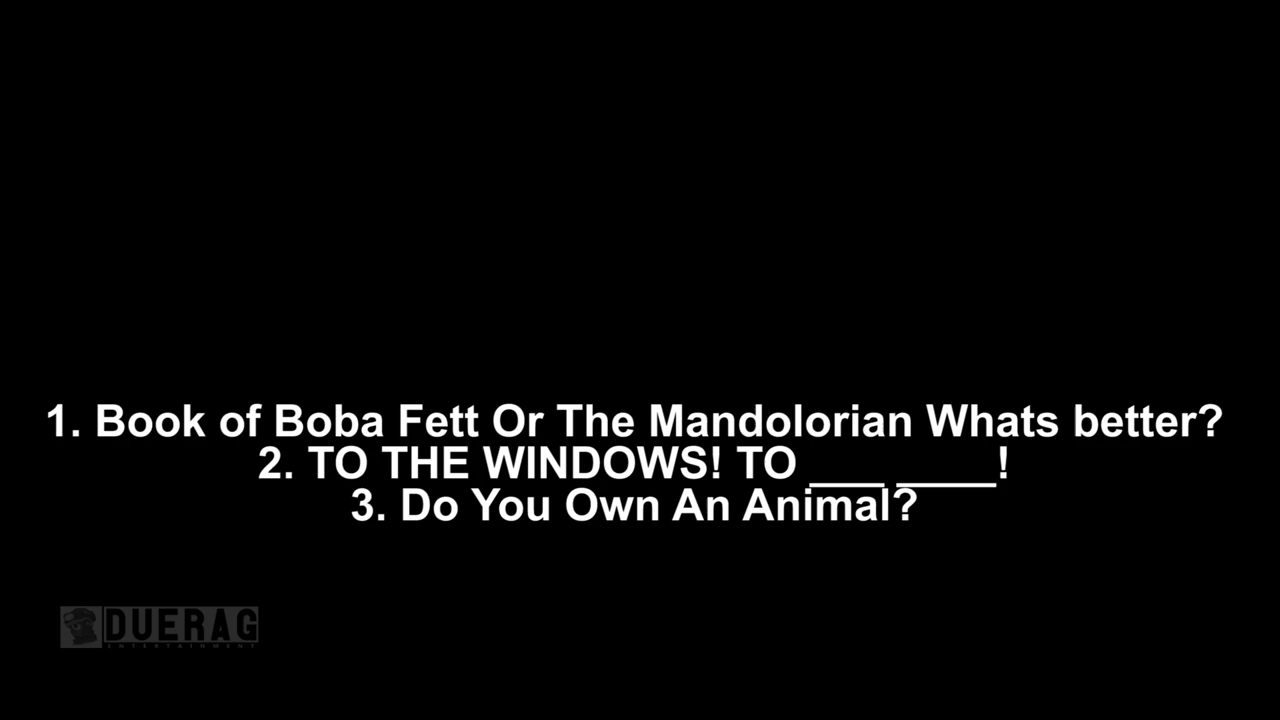 1. Book of Boba Fett Or The Mandolorian Whats better?
2. TO THE WINDOWS! TO ___ ____!
3. Do You Own An Animal?
DUERAG
ENTERTAINMENT